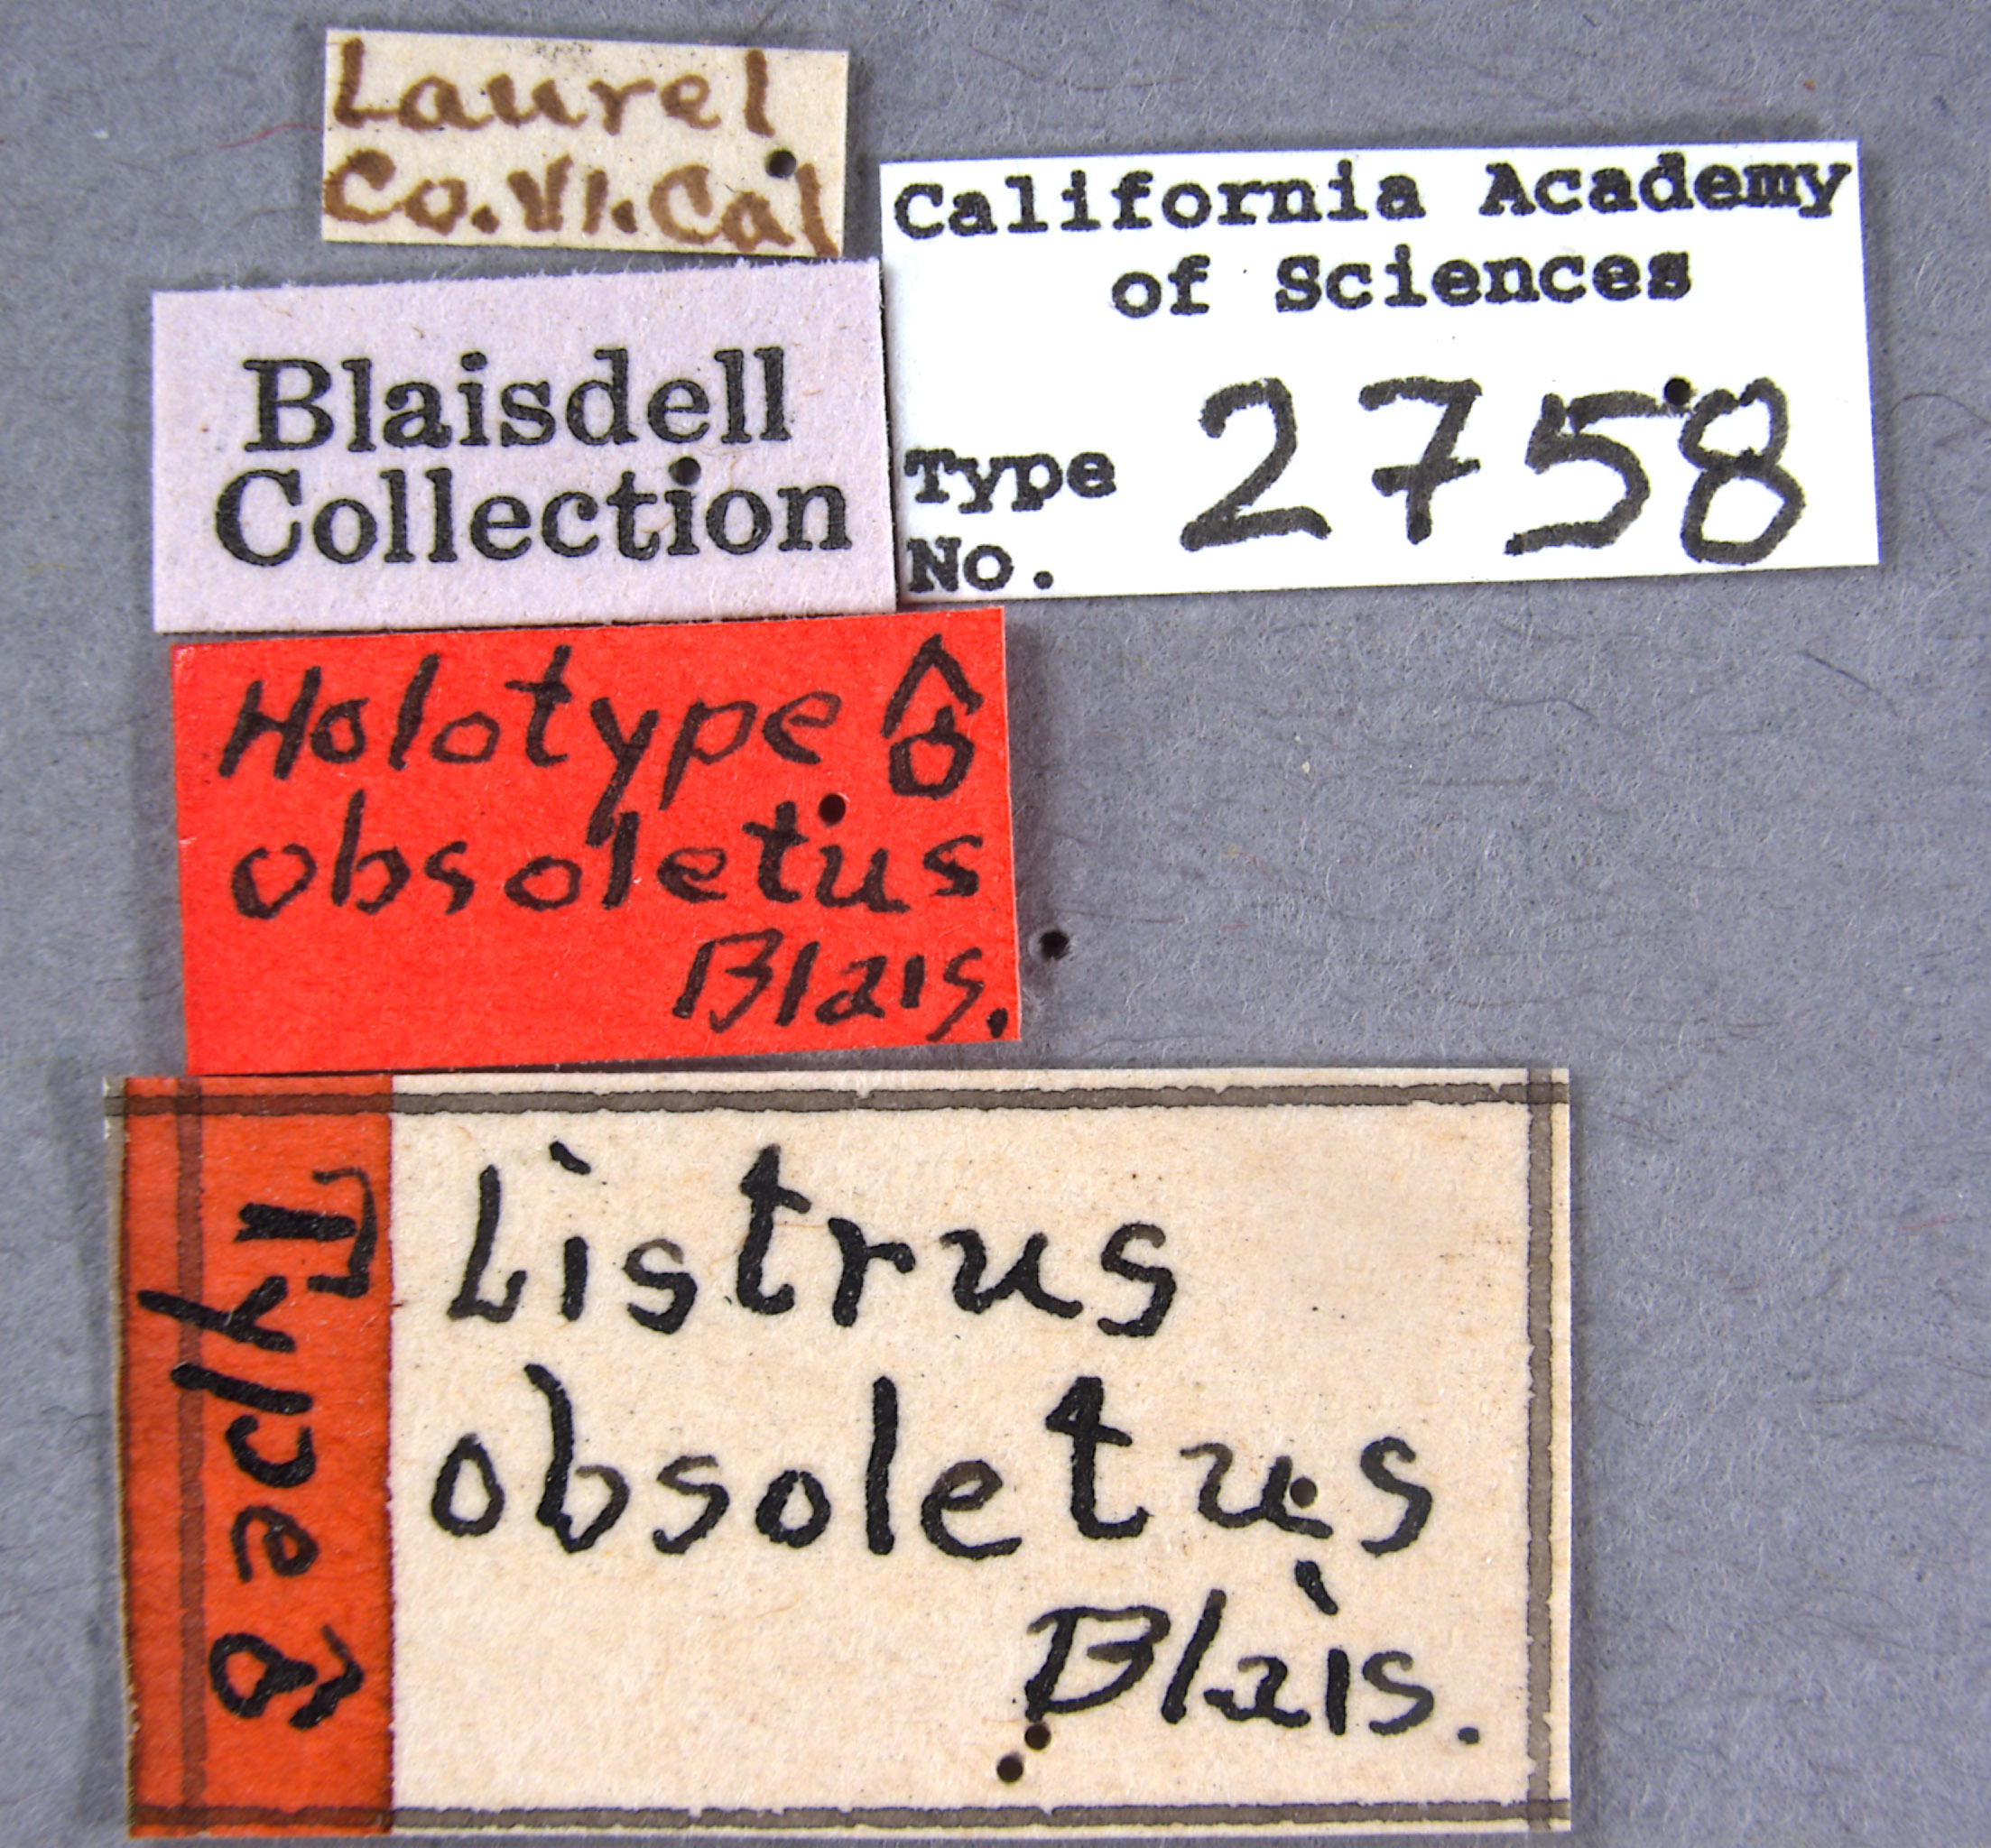 Laurel
Co. VI. Cal
California Academy
of Sciences
Type
No. 2758
Blaisdell
Collection
Holotype ♂
obsoletus
Blais.
Type ♂
Listrus
obsoletus
Blais.